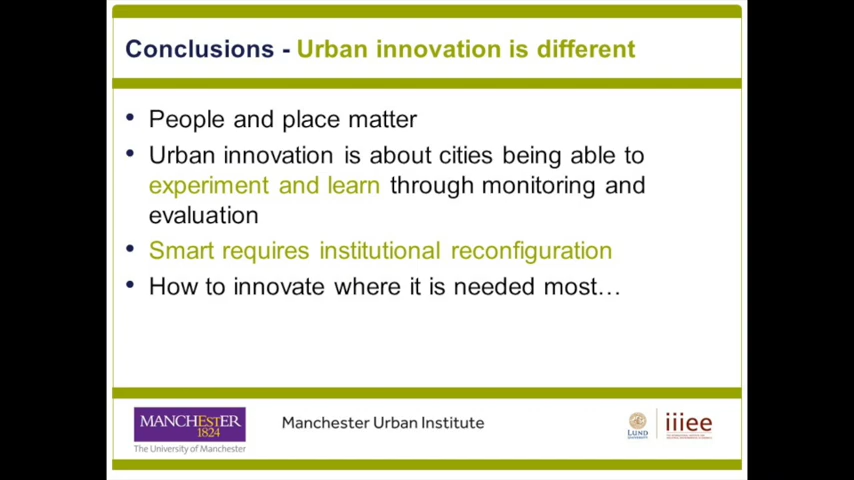 Conclusions - Urban innovation is different
• People and place matter
• Urban innovation is about cities being able to
experiment and learn through monitoring and
evaluation
• Smart requires institutional reconfiguration
• How to innovate where it is needed most…
MANCHESTER
1824
The University of Manchester
Manchester Urban Institute
LUND
UNIVERSITY
iiiee